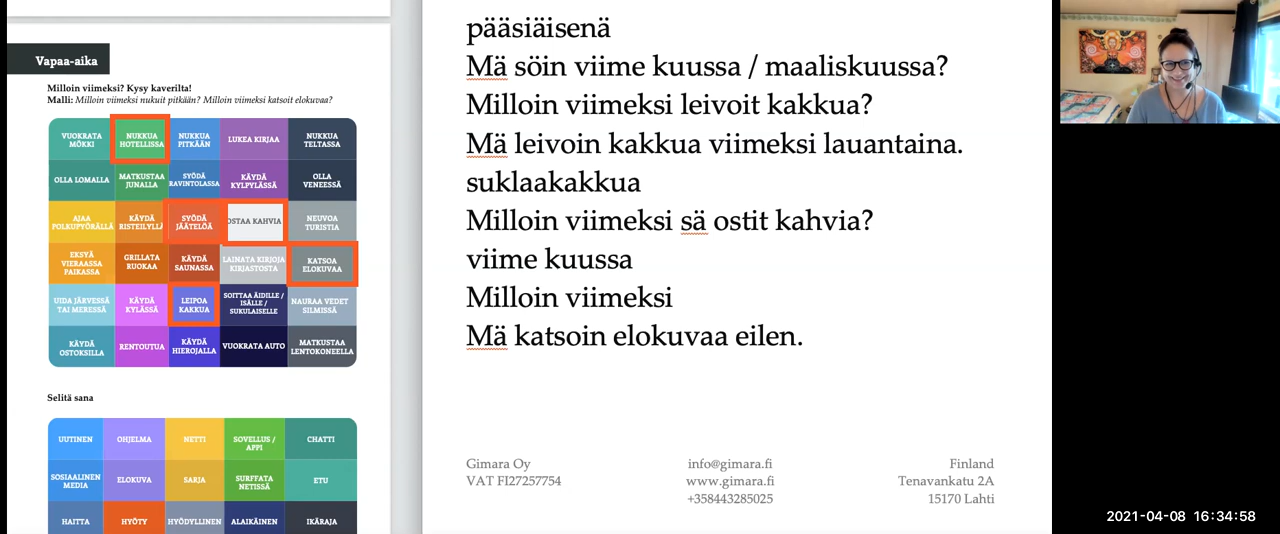 Vapaa-aika
Milloin viimeksi? Kysy kaverilta!
Malli: Milloin viimeksi nukuit pitkään? Milloin viimeksi katsoit elokuvaa?
VUOKRATA
MÖKKI
NUKKUA
HOTELLISSA
NUKKUA
PITKÄÄN
LUKEA KIRJAA
NUKKUA
TELTASSA
OLLA LOMALLA
MATKUSTAA
JUNALLA
SYÖDÄ
RAVINTOLASSA
KÄYDÄ
KYLPYLÄSSÄ
OLLA
VENEESSÄ
AJAA
POLKUPYÖRÄLLÄ
KÄYDÄ
RISTEILYLLÄ
SYÖDÄ
JÄÄTELÖÄ
OSTAA KAHVIA
NEUVOA
TURISTIA
EKSYÄ
VIERAASSA
PAIKASSA
GRILLATA
RUOKAA
KÄYDÄ
SAUNASSA
LAINATA KIRJOJA
KIRJASTOSTA
KATSOA
ELOKUVAA
UIDA JÄRVESSÄ
TAI MERESSÄ
KÄYDÄ
KYLÄSSÄ
LEIPOA
KAKKUA
SOITTAA ÄIDILLE /
ISÄLLE /
SUKULAISELLE
NAURAA VEDET
SILMISSÄ
KÄYDÄ
OSTOKSILLA
RENTOUTUA
KÄYDÄ
HIEROJALLA
VUOKRATA AUTO
MATKUSTAA
LENTOKONEELLA
Selitä sana
UUTINEN
OHJELMA
NETTI
SOVELLUS /
APPI
CHATTI
SOSIAALINEN
MEDIA
ELOKUVA
SARJA
SURFFATA
NETISSÄ
ETU
HAITTA
HYÖTY
HYÖDYLLINEN
ALAIKÄINEN
IKÄRAJA
pääsiäisenä
Mä söin viime kuussa / maaliskuussa?
Milloin viimeksi leivoit kakkua?
Mä leivoin kakkua viimeksi lauantaina.
suklaakakkua
Milloin viimeksi sä ostit kahvia?
viime kuussa
Milloin viimeksi
Mä katsoin elokuvaa eilen.
Gimara Oy
VAT FI27257754
info@gimara.fi
www.gimara.fi
+358443285025
Finland
Tenavankatu 2A
15170 Lahti
2021-04-08 16:34:58